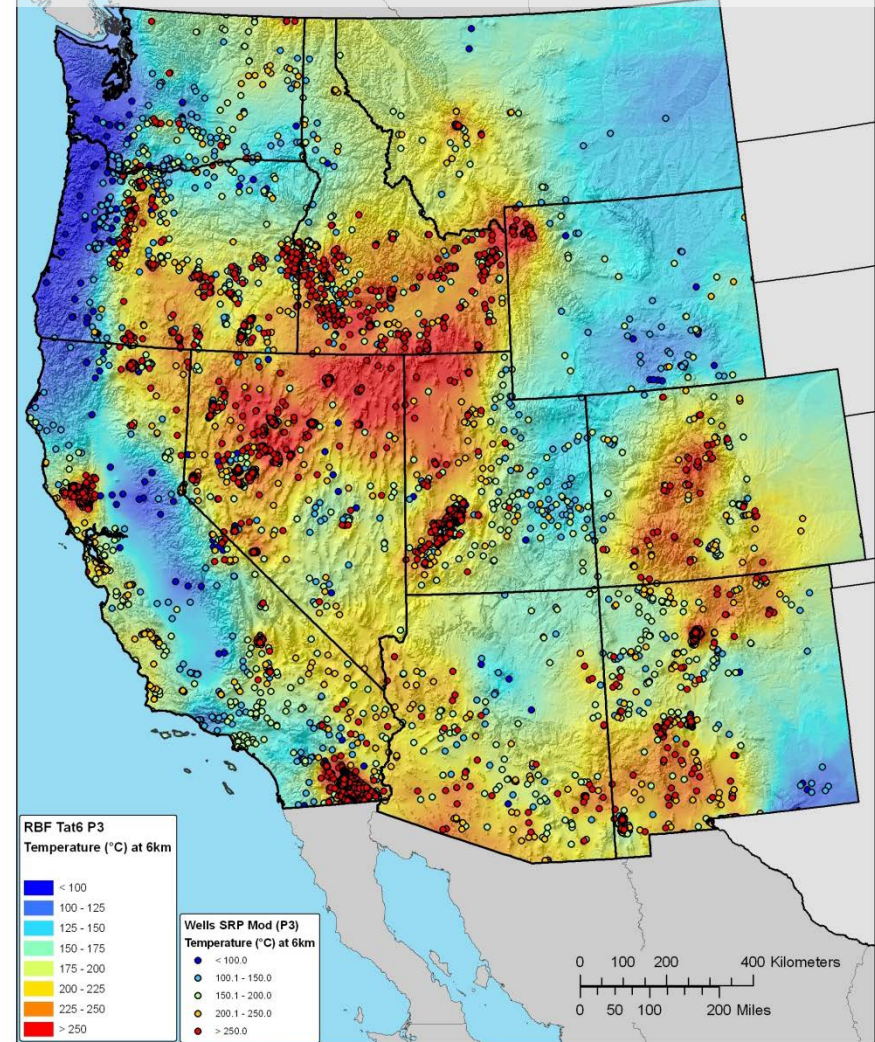 RBF Tat6 P3
Temperature (°C) at 6km
< 100
100 - 125
125 - 150
150 - 175
175 - 200
200 - 225
225 - 250
> 250
Wells SRP Mod (P3)
Temperature (°C) at 6km
< 100.0
100.1 - 150.0
150.1 - 200.0
200.1 - 250.0
> 250.0
0 100 200 400 Kilometers
0 50 100 200 Miles